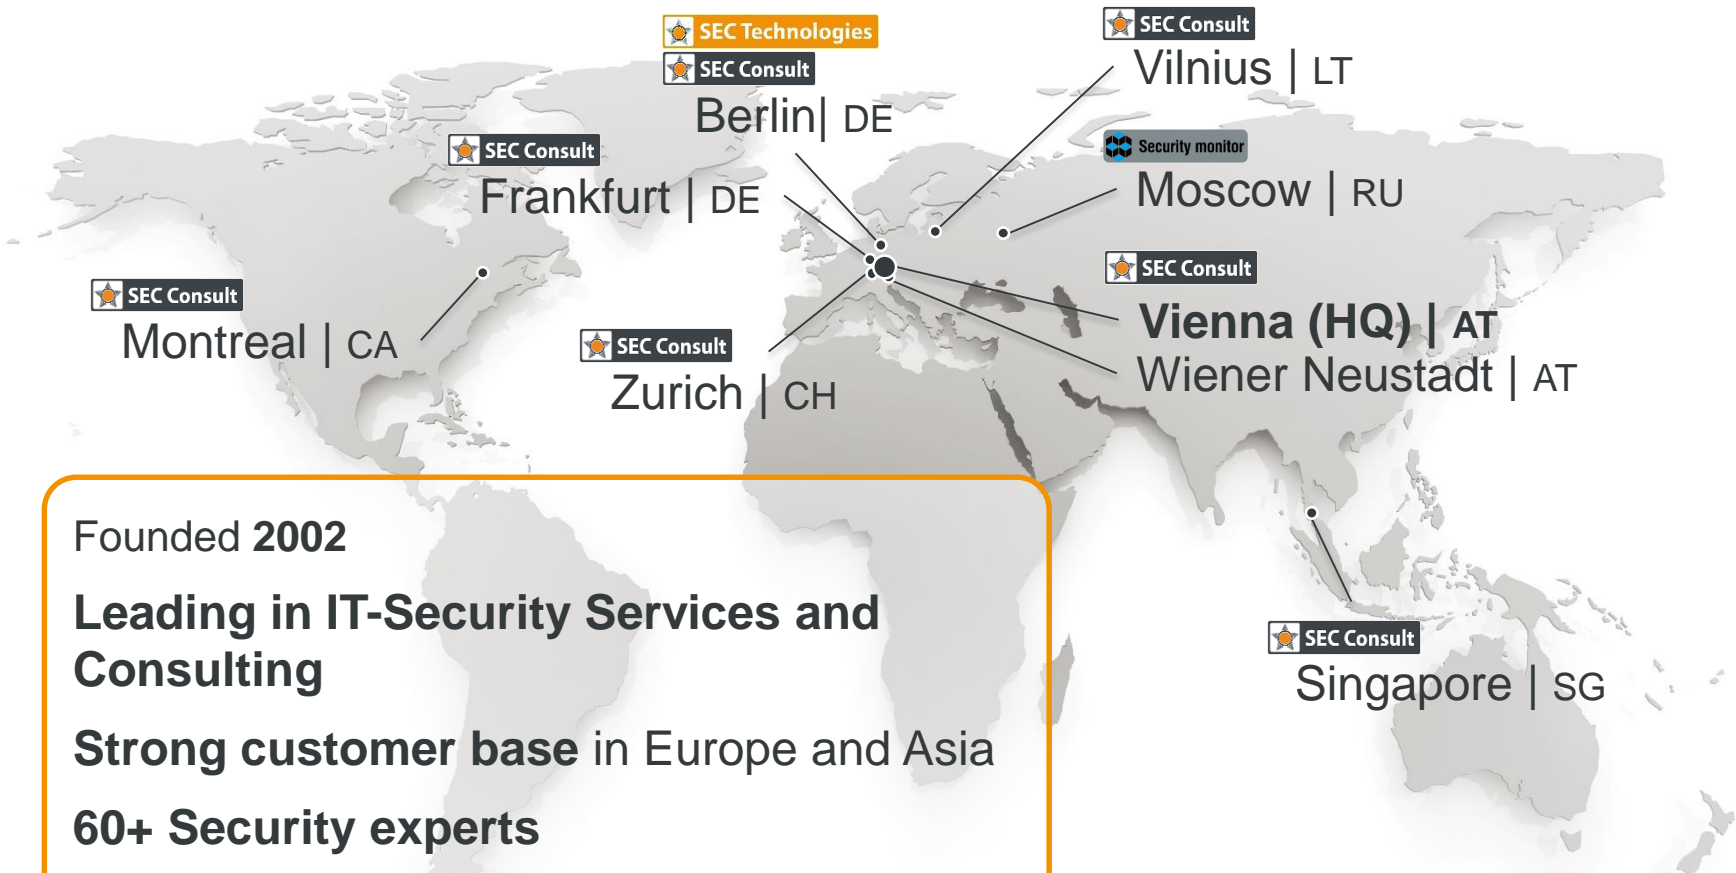 SEC Technologies
SEC Consult
Berlin| DE
SEC Consult
Vilnius | LT
SEC Consult
Frankfurt | DE
Security monitor
Moscow | RU
SEC Consult
Montreal | CA
SEC Consult
Zurich | CH
SEC Consult
Vienna (HQ) | AT
Wiener Neustadt | AT
SEC Consult
Singapore | SG
Founded 2002
Leading in IT-Security Services and
Consulting
Strong customer base in Europe and Asia
60+ Security experts